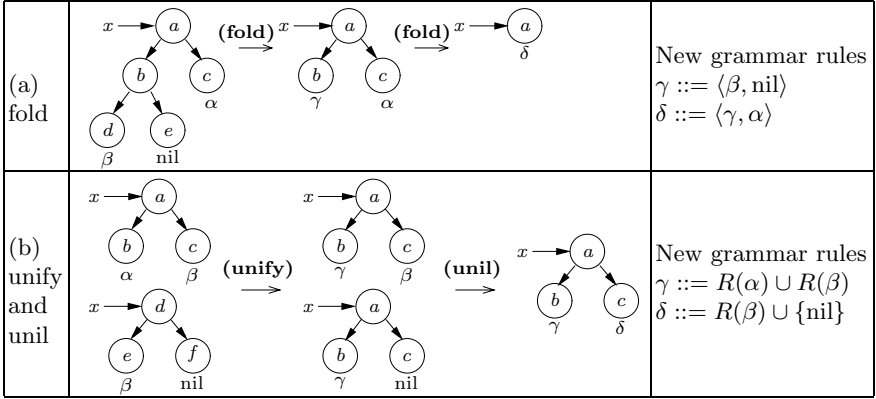 x a (fold) x a (fold) x a
δ
b c b c
α γ α
d e
β nil
(a)
fold
New grammar rules
γ ::= ⟨β, nil⟩
δ ::= ⟨γ, α⟩
x a x a
b c b c
α β γ β
(unify) (unil)
x a
b c
γ δ
x d x a
e f b c
β nil γ nil
(b)
unify
and
unil
New grammar rules
γ ::= R(α) ∪ R(β)
δ ::= R(β) ∪ {nil}